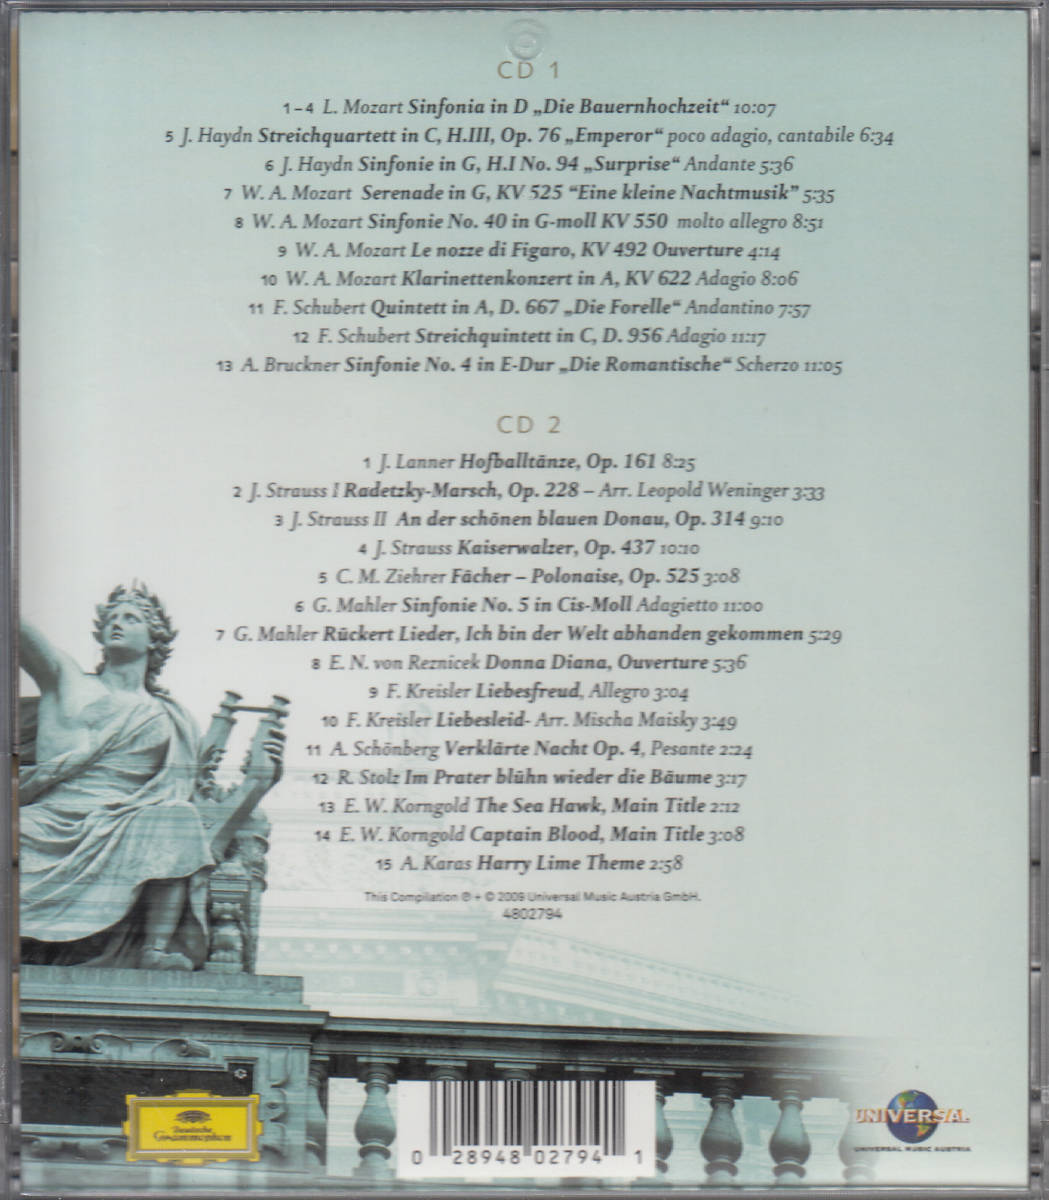 CD 1
1–4 L. Mozart Sinfonia in D „Die Bauernhochzeit“ 10:07
5 J. Haydn Streichquartett in C, H.III, Op. 76 „Emperor“ poco adagio, cantabile 6:34
6 J. Haydn Sinfonie in G, H.I No. 94 „Surprise“ Andante 5:36
7 W. A. Mozart Serenade in G, KV 525 “Eine kleine Nachtmusik” 5:35
8 W. A. Mozart Sinfonie No. 40 in G-moll KV 550 molto allegro 8:51
9 W. A. Mozart Le nozze di Figaro, KV 492 Ouverture 4:14
10 W. A. Mozart Klarinettenkonzert in A, KV 622 Adagio 8:06
11 F. Schubert Quintett in A, D. 667 „Die Forelle“ Andantino 7:57
12 F. Schubert Streichquintett in C, D. 956 Adagio 11:17
13 A. Bruckner Sinfonie No. 4 in E-Dur „Die Romantische“ Scherzo 11:05
CD 2
1 J. Lanner Hofballtänze, Op. 161 8:25
2 J. Strauss I Radetzky-Marsch, Op. 228 – Arr. Leopold Weninger 3:33
3 J. Strauss II An der schönen blauen Donau, Op. 314 9:10
4 J. Strauss Kaiserwalzer, Op. 437 10:10
5 C. M. Ziehrer Fächer – Polonaise, Op. 525 3:08
6 G. Mahler Sinfonie No. 5 in Cis-Moll Adagietto 11:00
7 G. Mahler Rückert Lieder, Ich bin der Welt abhanden gekommen 5:29
8 E. N. von Reznicek Donna Diana, Ouverture 5:36
9 F. Kreisler Liebesfreud, Allegro 3:04
10 F. Kreisler Liebesleid- Arr. Mischa Maisky 3:49
11 A. Schönberg Verklärte Nacht Op. 4, Pesante 2:24
12 R. Stolz Im Prater blühn wieder die Bäume 3:17
13 E. W. Korngold The Sea Hawk, Main Title 2:12
14 E. W. Korngold Captain Blood, Main Title 3:08
15 A. Karas Harry Lime Theme 2:58
This Compilation ℗ + © 2009 Universal Music Austria GmbH.
4802794
Deutsche
Grammophon
0 28948 02794 1
UNIVERSAL
UNIVERSAL MUSIC AUSTRIA